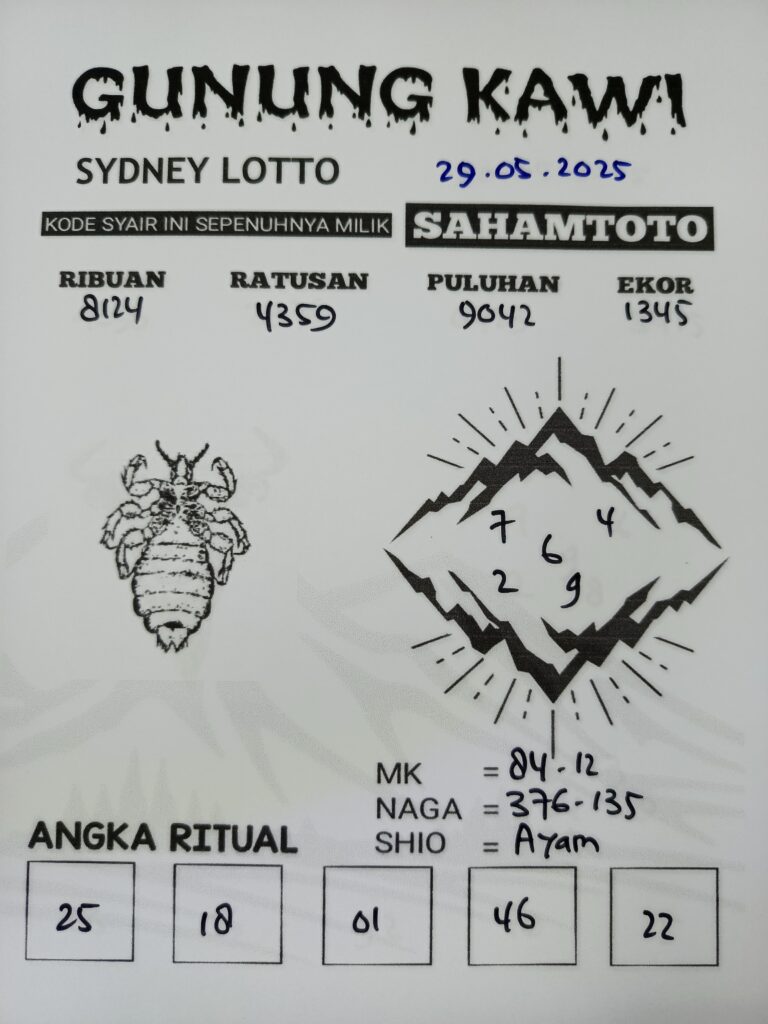 GUNUNG KAWI
SYDNEY LOTTO 29.05.2025
KODE SYAIR INI SEPENUHNYA MILIK SAHAMTOTO
RIBUAN RATUSAN PULUHAN EKOR
8124 4359 9042 1345
7 4
6
2 9
MK = 84-12
NAGA = 376-135
SHIO = Ayam
ANGKA RITUAL
25 18 01 46 22